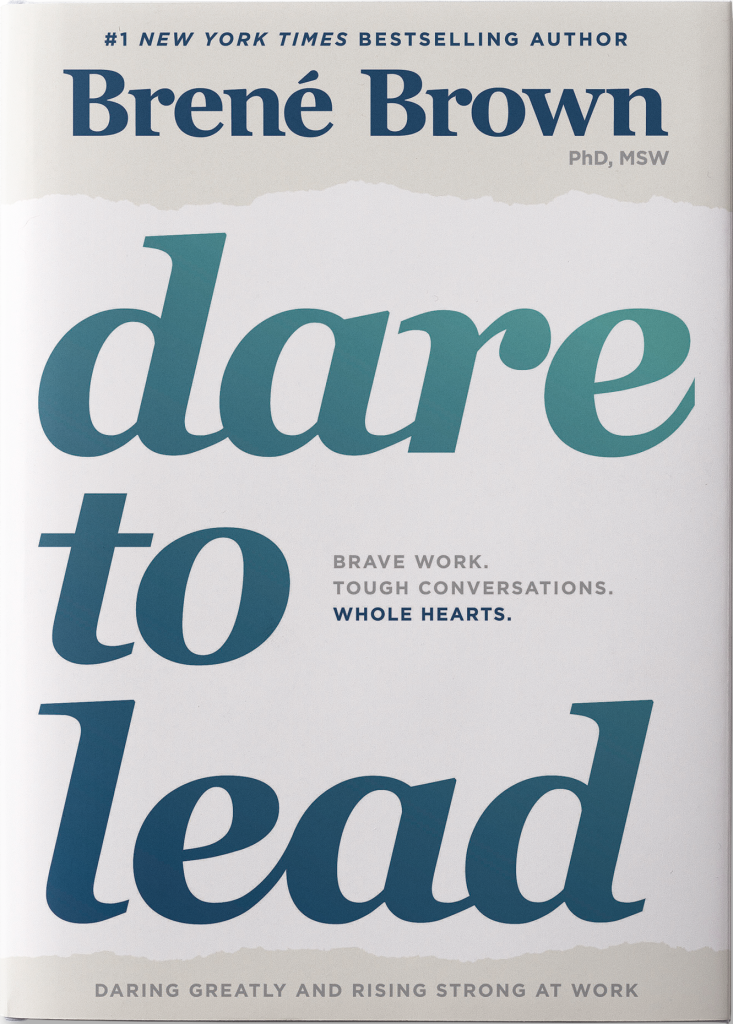 #1 NEW YORK TIMES BESTSELLING AUTHOR
Brené Brown
PhD, MSW
dare
to
BRAVE WORK.
TOUGH CONVERSATIONS.
WHOLE HEARTS.
lead
DARING GREATLY AND RISING STRONG AT WORK